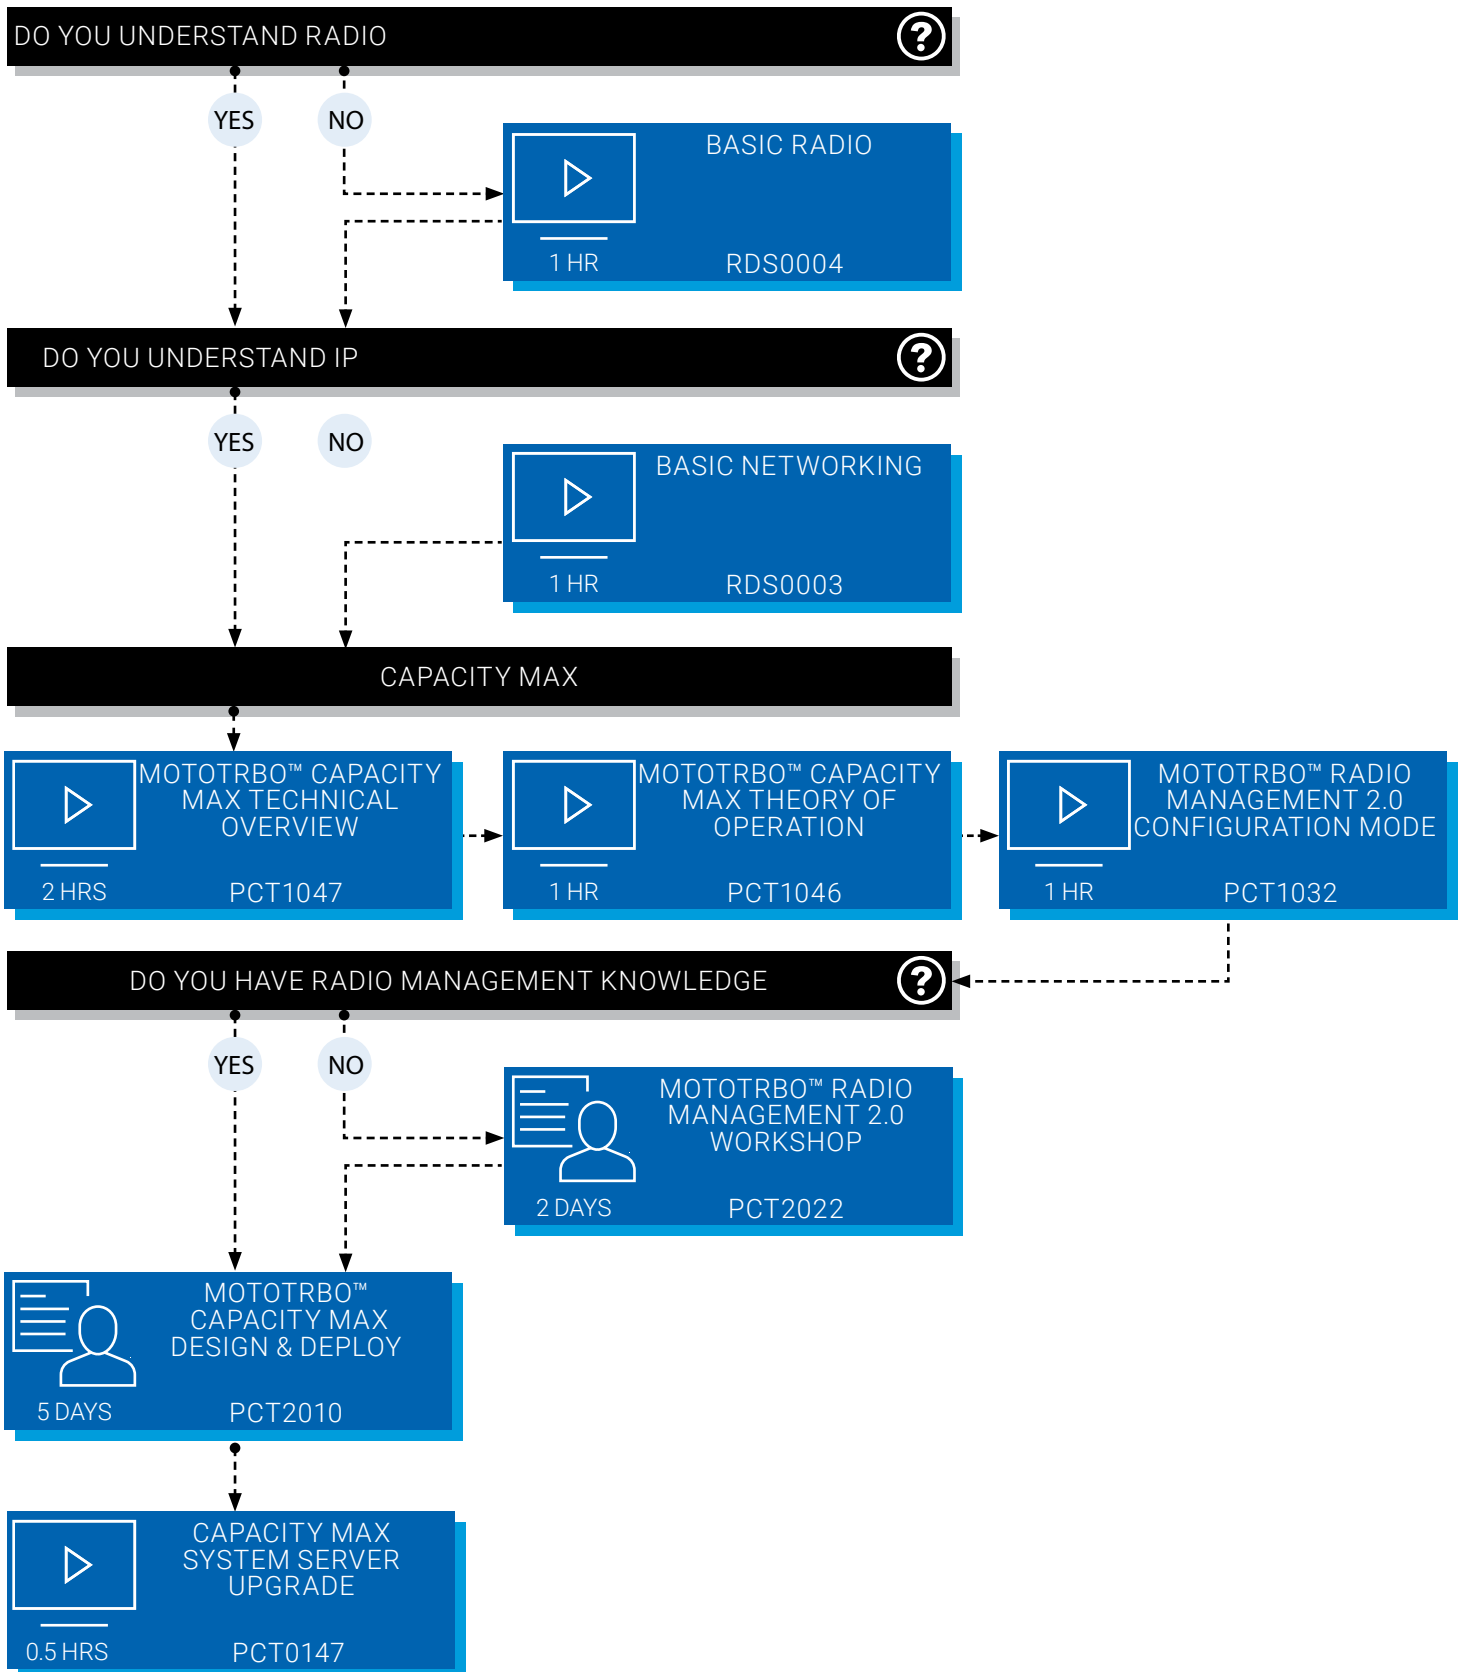 DO YOU UNDERSTAND RADIO
?
YES
NO
BASIC RADIO
1 HR
RDS0004
DO YOU UNDERSTAND IP
?
YES
NO
BASIC NETWORKING
1 HR
RDS0003
CAPACITY MAX
MOTOTRBO™ CAPACITY
MAX TECHNICAL
OVERVIEW
2 HRS
PCT1047
MOTOTRBO™ CAPACITY
MAX THEORY OF
OPERATION
1 HR
PCT1046
MOTOTRBO™ RADIO
MANAGEMENT 2.0
CONFIGURATION MODE
1 HR
PCT1032
DO YOU HAVE RADIO MANAGEMENT KNOWLEDGE
?
YES
NO
MOTOTRBO™ RADIO
MANAGEMENT 2.0
WORKSHOP
2 DAYS
PCT2022
MOTOTRBO™
CAPACITY MAX
DESIGN & DEPLOY
5 DAYS
PCT2010
CAPACITY MAX
SYSTEM SERVER
UPGRADE
0.5 HRS
PCT0147